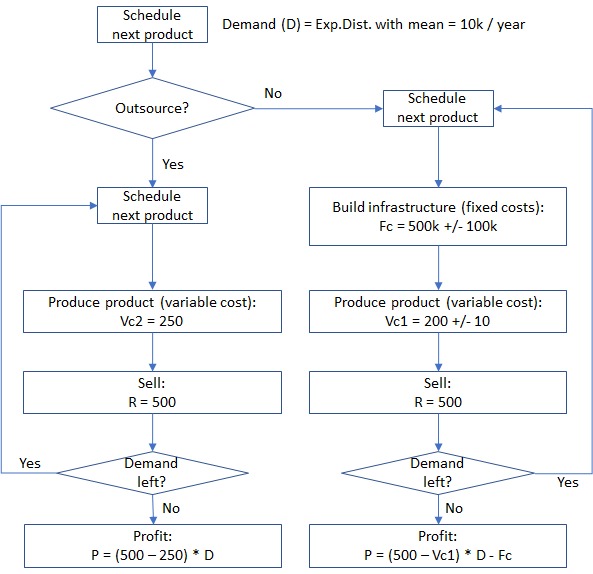 Schedule
next product
Demand (D) = Exp.Dist. with mean = 10k / year
Outsource?
No
Schedule
next product
Yes
Schedule
next product
Build infrastructure (fixed costs):
Fc = 500k +/- 100k
Produce product (variable cost):
Vc2 = 250
Produce product (variable cost):
Vc1 = 200 +/- 10
Sell:
R = 500
Sell:
R = 500
Yes
Demand
left?
Demand
left?
Yes
No
No
Profit:
P = (500 – 250) * D
Profit:
P = (500 – Vc1) * D - Fc